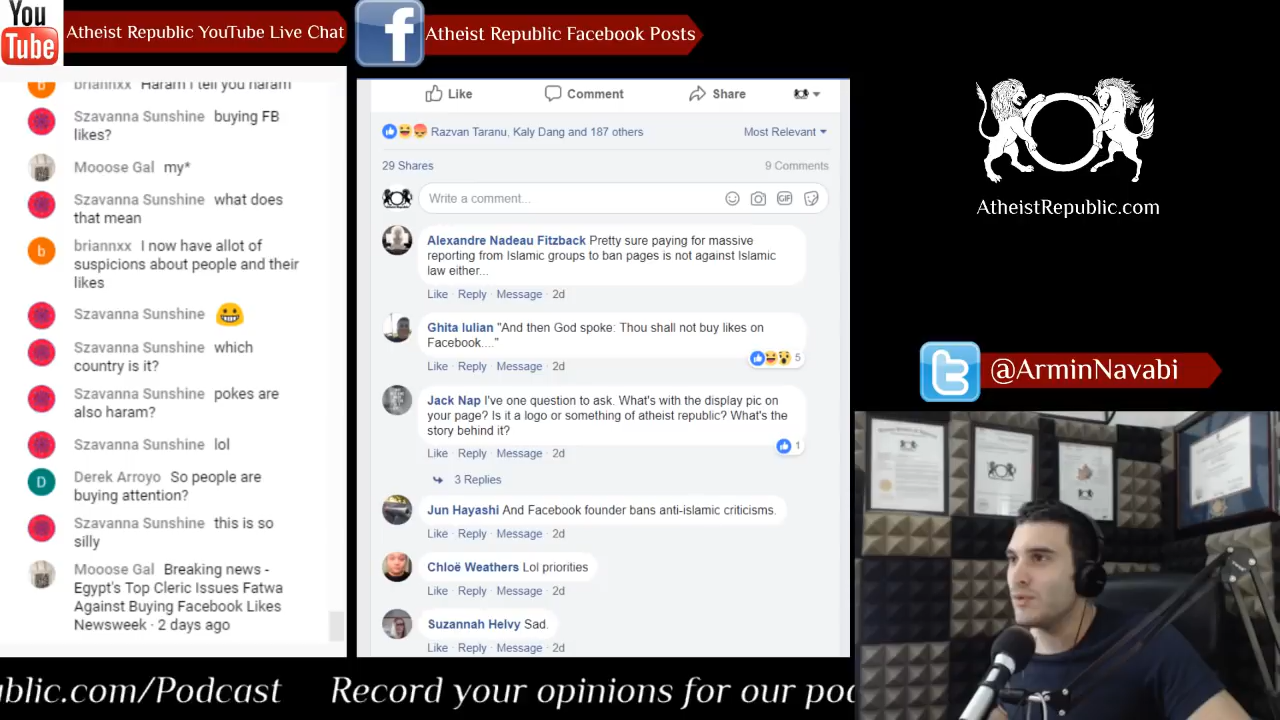 You
Tube
Atheist Republic YouTube Live Chat
Atheist Republic Facebook Posts
briannxx Haram I tell you haram
Szavanna Sunshine buying FB
likes?
Mooose Gal my*
Szavanna Sunshine what does
that mean
b
briannxx I now have allot of
suspicions about people and their
likes
Szavanna Sunshine 😀
Szavanna Sunshine which
country is it?
Szavanna Sunshine pokes are
also haram?
Szavanna Sunshine lol
D
Derek Arroyo So people are
buying attention?
Szavanna Sunshine this is so
silly
Mooose Gal Breaking news -
Egypt's Top Cleric Issues Fatwa
Against Buying Facebook Likes
Newsweek · 2 days ago
Like Comment Share
Razvan Taranu, Kaly Dang and 187 others Most Relevant
29 Shares 9 Comments
Write a comment... GIF
Alexandre Nadeau Fitzback Pretty sure paying for massive
reporting from Islamic groups to ban pages is not against Islamic
law either...
Like · Reply · Message · 2d
Ghita Iulian "And then God spoke: Thou shall not buy likes on
Facebook...."
5
Like · Reply · Message · 2d
Jack Nap I've one question to ask. What's with the display pic on
your page? Is it a logo or something of atheist republic? What's the
story behind it?
1
Like · Reply · Message · 2d
3 Replies
Jun Hayashi And Facebook founder bans anti-islamic criticisms.
Like · Reply · Message · 2d
Chloë Weathers Lol priorities
Like · Reply · Message · 2d
Suzannah Helvy Sad.
Like · Reply · Message · 2d
AtheistRepublic.com
@ArminNavabi
ublic.com/Podcast Record your opinions for our po